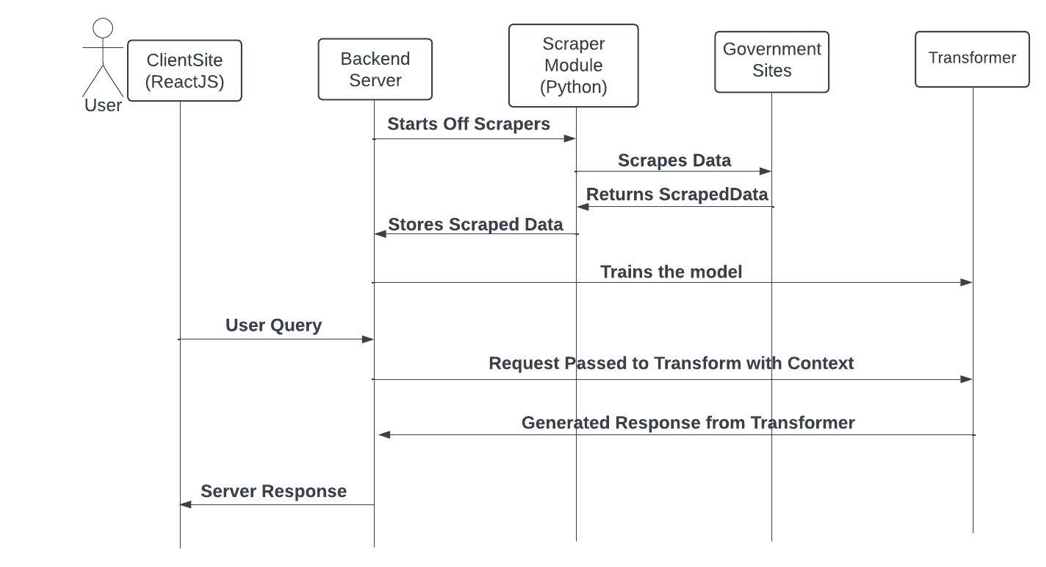 User
ClientSite
(ReactJS)
Backend
Server
Scraper
Module
(Python)
Government
Sites
Transformer
Starts Off Scrapers
Scrapes Data
Returns ScrapedData
Stores Scraped Data
Trains the model
User Query
Request Passed to Transform with Context
Generated Response from Transformer
Server Response